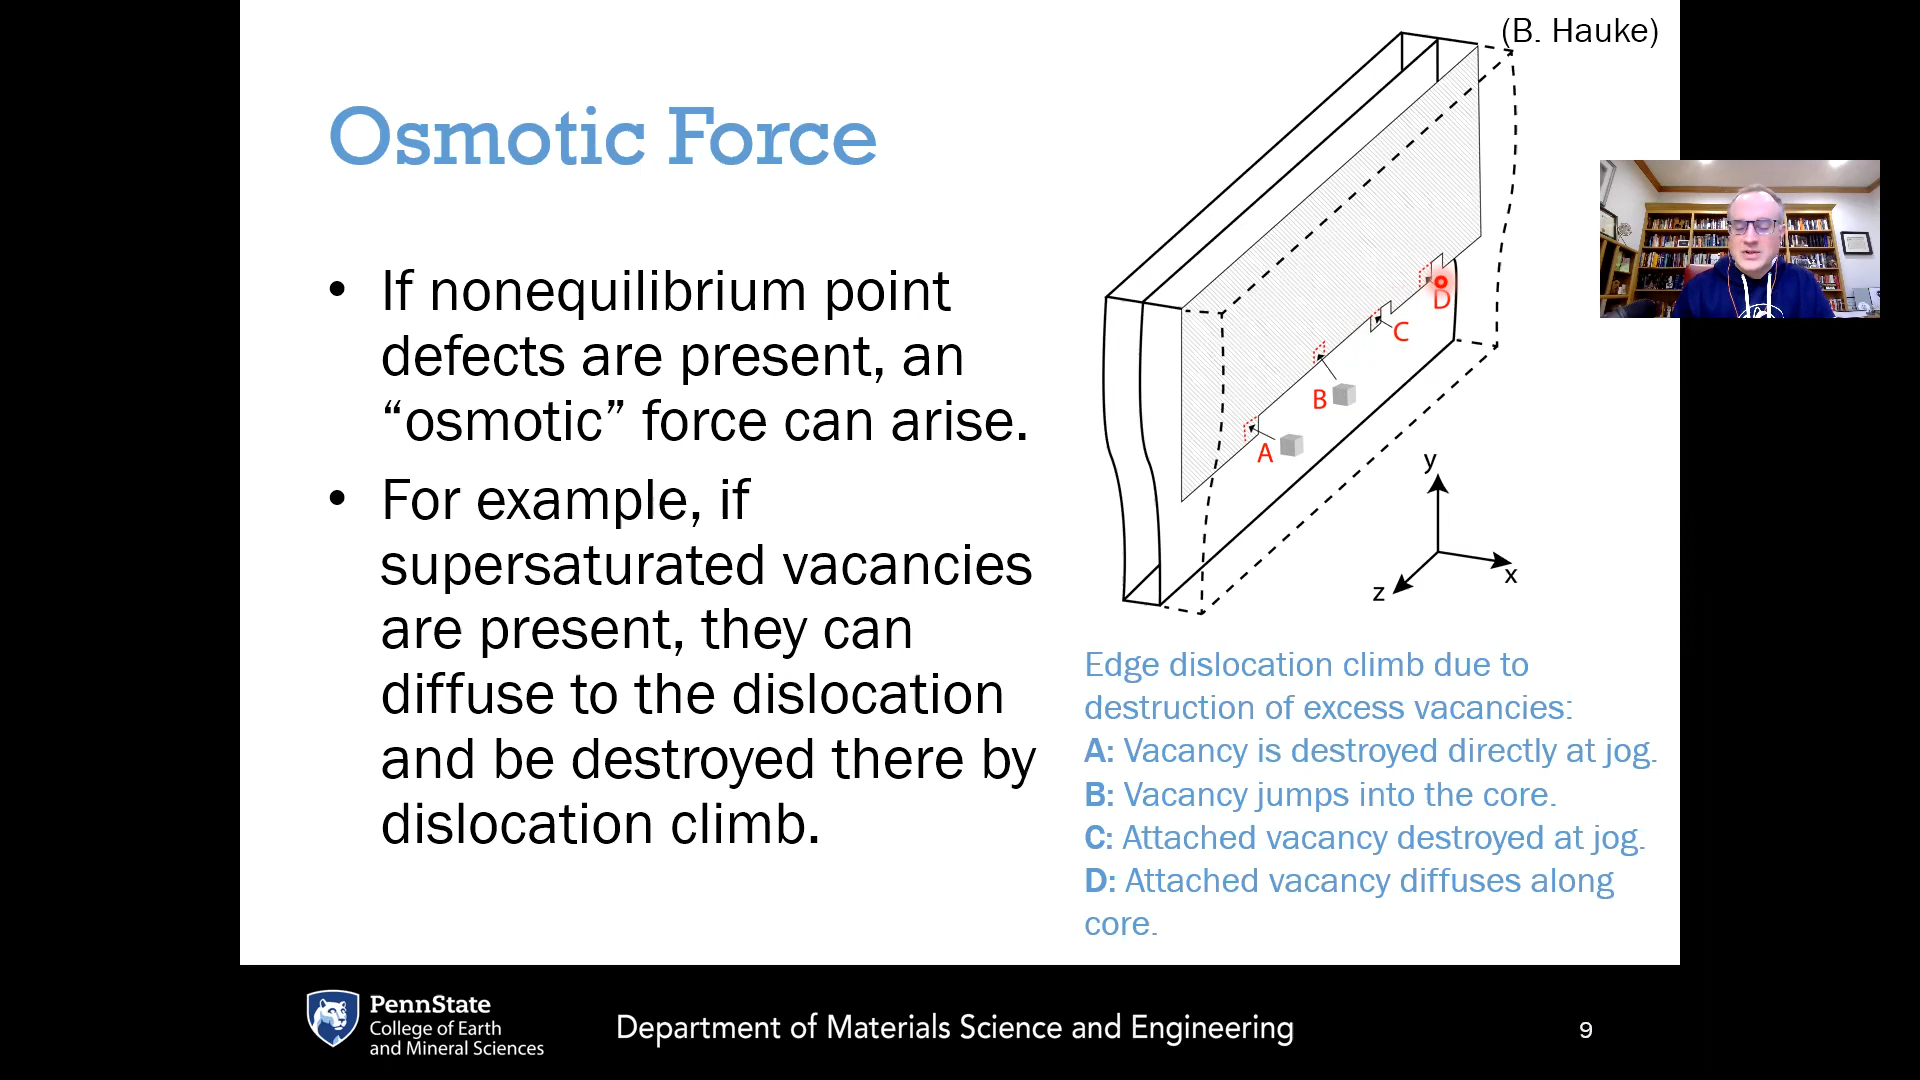 (B. Hauke)
Osmotic Force
• If nonequilibrium point
defects are present, an
“osmotic” force can arise.
• For example, if
supersaturated vacancies
are present, they can
diffuse to the dislocation
and be destroyed there by
dislocation climb.
D
C
B
A
y
x
z
Edge dislocation climb due to
destruction of excess vacancies:
A: Vacancy is destroyed directly at jog.
B: Vacancy jumps into the core.
C: Attached vacancy destroyed at jog.
D: Attached vacancy diffuses along
core.
PennState
College of Earth
and Mineral Sciences
Department of Materials Science and Engineering
9